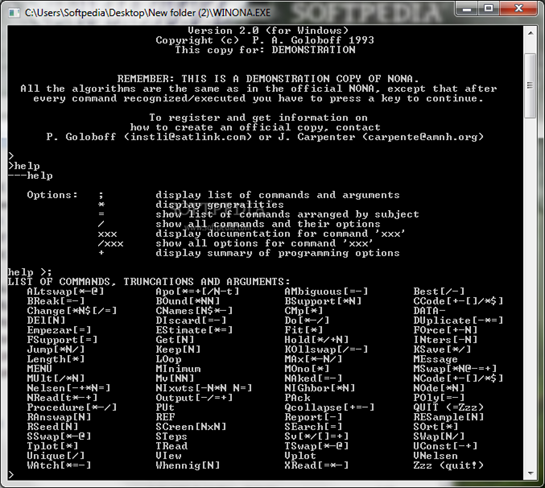 C:\Users\Softpedia\Desktop\New folder (2)\WINONA.EXE
SOFTPEDIA
Version 2.0 (for Windows)
Copyright (c) P. A. Goloboff 1993
This copy for: DEMONSTRATION
REMEMBER: THIS IS A DEMONSTRATION COPY OF NONA.
All the algorithms are the same as in the official NONA, except that after
every command recognized/executed you have to press a key to continue.
To register and get information on
how to create an official copy, contact
P. Goloboff (instli@satlink.com) or J. Carpenter (carpente@amnh.org)
>
>help
---help
Options: ; display list of commands and arguments
* display generalities
= show list of commands arranged by subject
/ show all commands and their options
xxx display documentation for command 'xxx'
/xxx show all options for command 'xxx'
+ display summary of programming options
SOFTPEDIA
help >;
LIST OF COMMANDS, TRUNCATIONS AND ARGUMENTS:
ALtswap[*-@] Apo[*=+[/N-t] AMbiguous[=-] Best[/-]
BReak[=-] BOund[*NN] BSupport[*N] CCode[+-[]/*$]
Change[*N$[/=] CNames[N$*-] CMp[*] DATA-
DEl[N] DIscard[=-] Do[*-/] DUplicate[-*=]
Empezar[=] EStimate[*=] Fit[*] FOrce[+-N]
FSupport[=] Get[N] Hold[*/+N] INters[-N]
Jump[*N/] Keep[N] KOllswap[/=-] KSave[*/]
Length[*] LOop MAx[*-N/] MEssage
MENU MInimum MOno[*] MSwap[*N@-=+]
MUlt[/*N] Mv[NN] NAked[=-] NCode[+-[]/*$]
Nelsen[-+*N=] NIxwts[-N*N N=] NIGhbor[*N] NOde[*N]
NRead[t*-+] Output[-/=+] PAck POly[=-]
Procedure[*-/] PUt Qcollapse[+=-] QUIT (=Zzz)
RAnswap[N] REF Report[-] RESample[N]
RSeed[N] SCreen[NxN] SEarch[=] SOrt[*]
SSwap[*-@] STeps Sv[*/[]=+] SWap[N/]
Tplot[*] TRead TSwap[*-@] UConst[-+]
Unique[/] VIew Vplot VNelsen
WAtch[*=-] Whennig[N] XRead[=*-] Zzz (quit!)
>